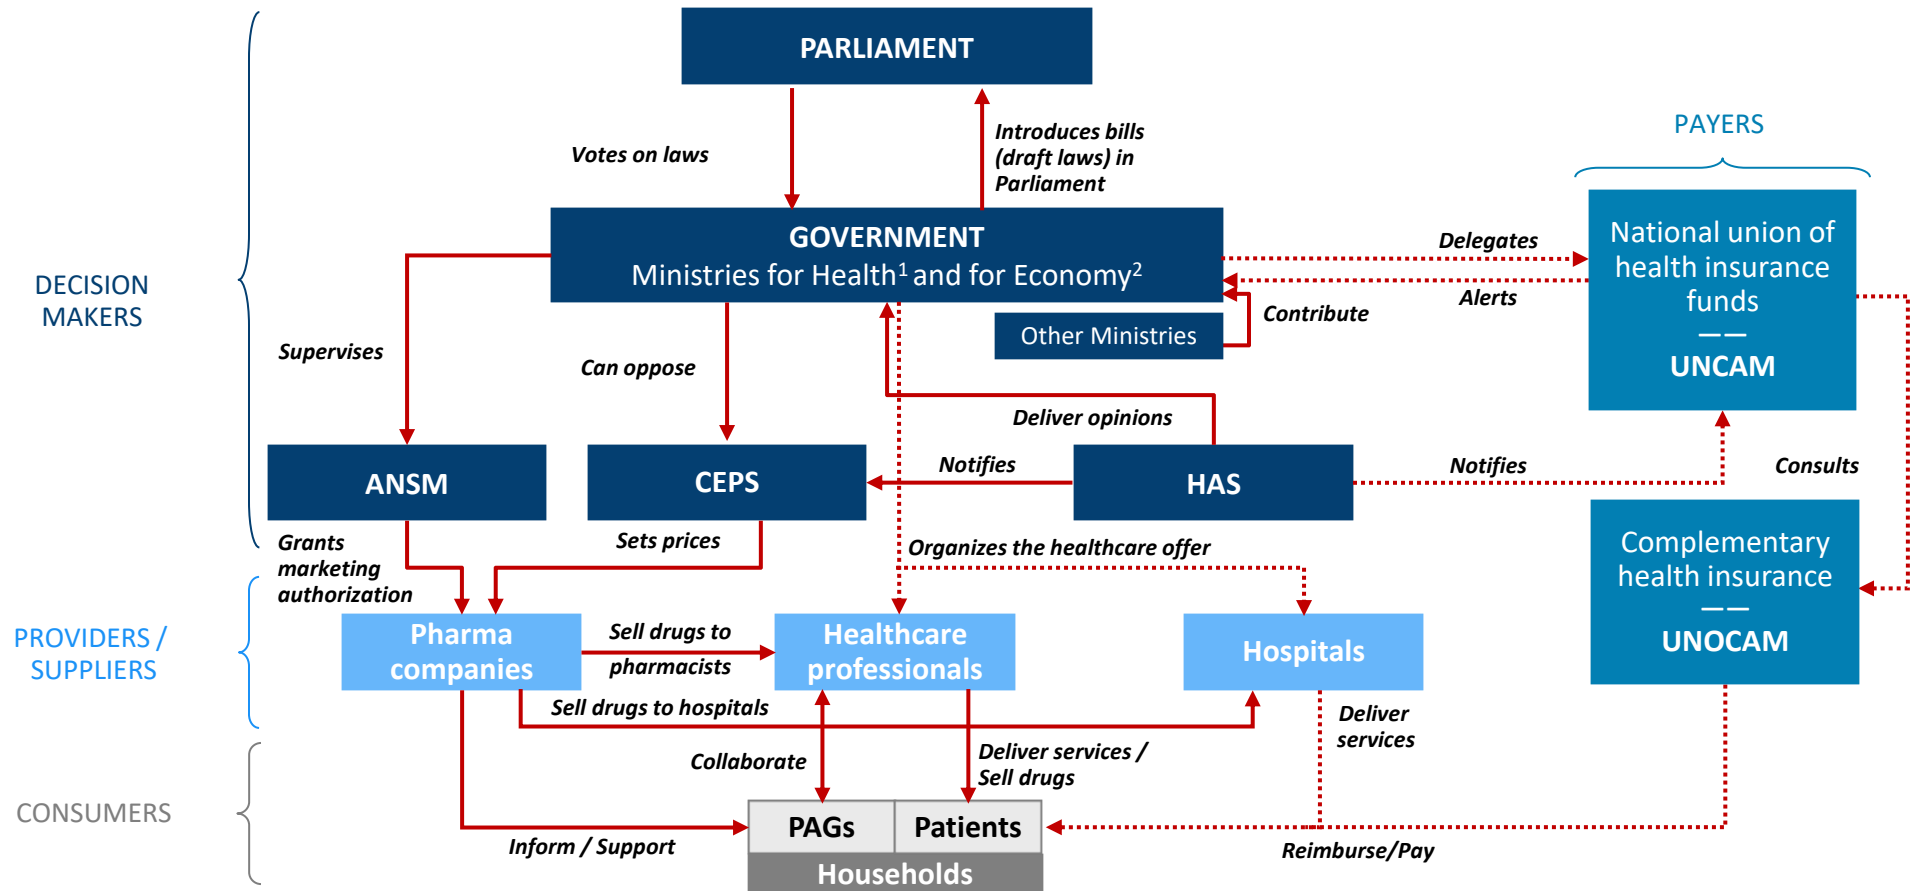 PARLIAMENT
PAYERS
Votes on laws
Introduces bills
(draft laws) in
Parliament
GOVERNMENT
Ministries for Health¹ and for Economy²
Delegates
Alerts
National union of
health insurance
funds
——
UNCAM
DECISION
MAKERS
Other Ministries
Contribute
Supervises
Can oppose
Deliver opinions
ANSM
CEPS
Notifies
HAS
Notifies
Consults
Grants
marketing
authorization
Sets prices
Organizes the healthcare offer
Complementary
health insurance
——
UNOCAM
PROVIDERS /
SUPPLIERS
Pharma
companies
Sell drugs to
pharmacists
Healthcare
professionals
Hospitals
Sell drugs to hospitals
Deliver
services
Collaborate
Deliver services /
Sell drugs
CONSUMERS
PAGs
Patients
Inform / Support
Reimburse/Pay
Households